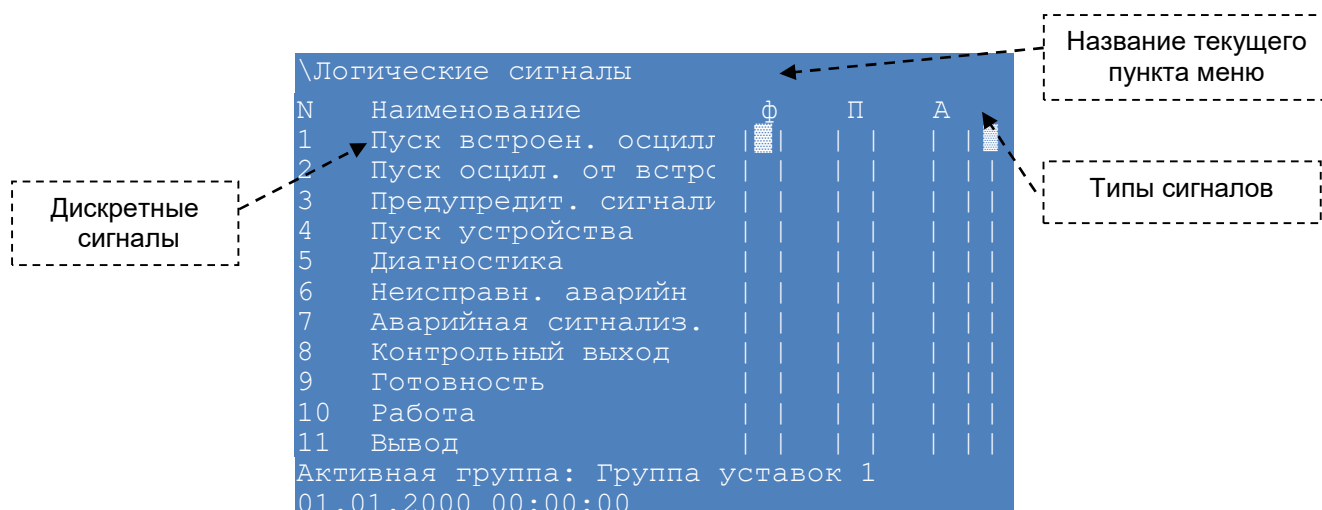 Название текущего
пункта меню
\Логические сигналы
N Наименование ф П А
1 Пуск встроен. осцилл
2 Пуск осцил. от встро
3 Предупредит. сигнали
4 Пуск устройства
5 Диагностика
6 Неисправн. аварийн
7 Аварийная сигнализ.
8 Контрольный выход
9 Готовность
10 Работа
11 Вывод
Активная группа: Группа уставок 1
01.01.2000 00:00:00
Дискретные
сигналы
Типы сигналов